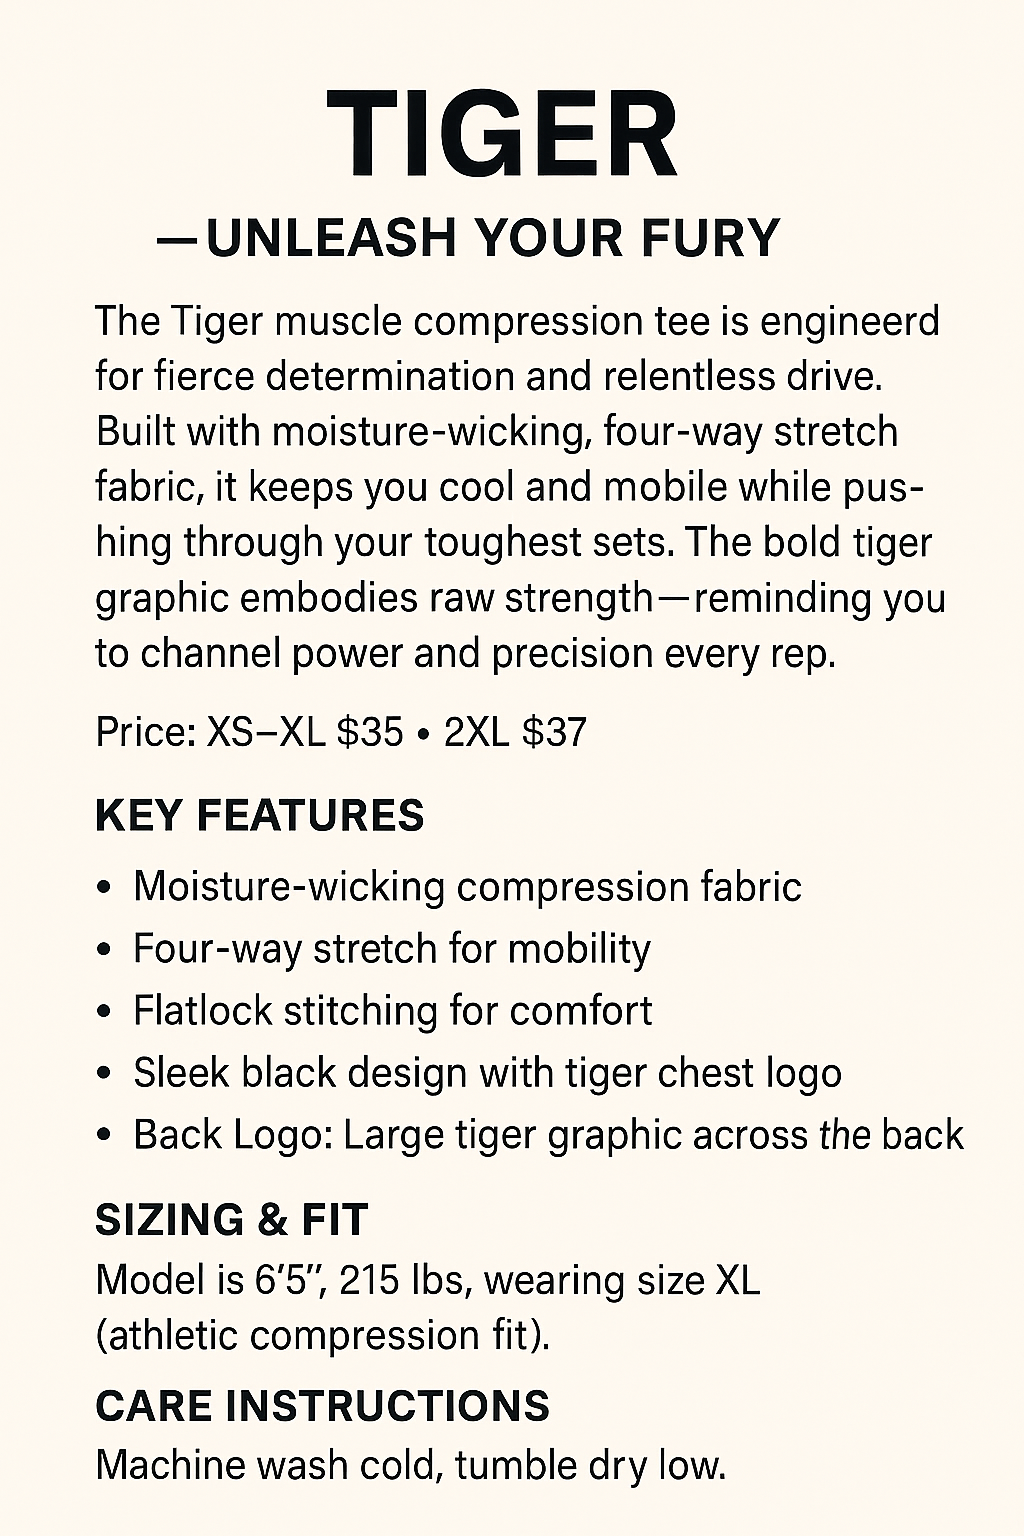 TIGER
—UNLEASH YOUR FURY
The Tiger muscle compression tee is engineerd
for fierce determination and relentless drive.
Built with moisture-wicking, four-way stretch
fabric, it keeps you cool and mobile while pus-
hing through your toughest sets. The bold tiger
graphic embodies raw strength—reminding you
to channel power and precision every rep.
Price: XS–XL $35 • 2XL $37
KEY FEATURES
• Moisture-wicking compression fabric
• Four-way stretch for mobility
• Flatlock stitching for comfort
• Sleek black design with tiger chest logo
• Back Logo: Large tiger graphic across the back
SIZING & FIT
Model is 6′5″, 215 lbs, wearing size XL
(athletic compression fit).
CARE INSTRUCTIONS
Machine wash cold, tumble dry low.